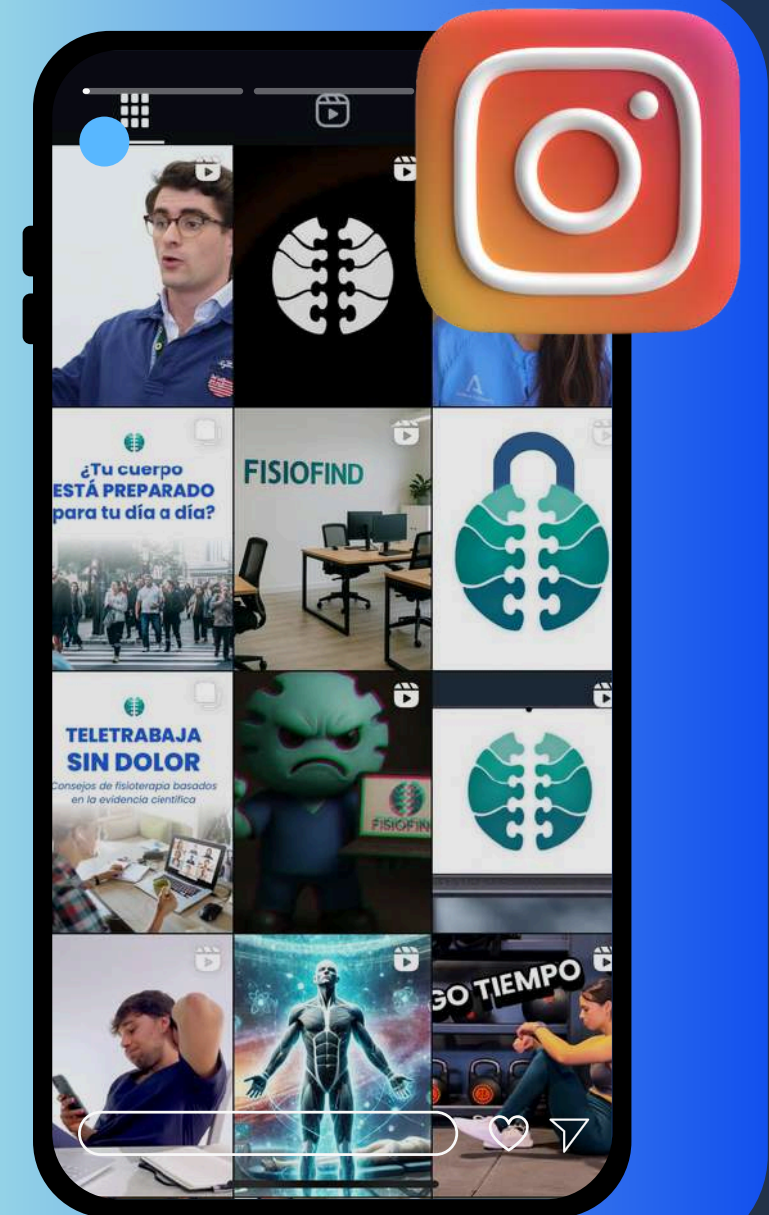 ¿Tu cuerpo
ESTÁ PREPARADO
para tu día a día?
FISIOFIND
TELETRABAJA
SIN DOLOR
Consejos de fisioterapia basados
en la evidencia científica
FISIOFIN
GO TIEMPO